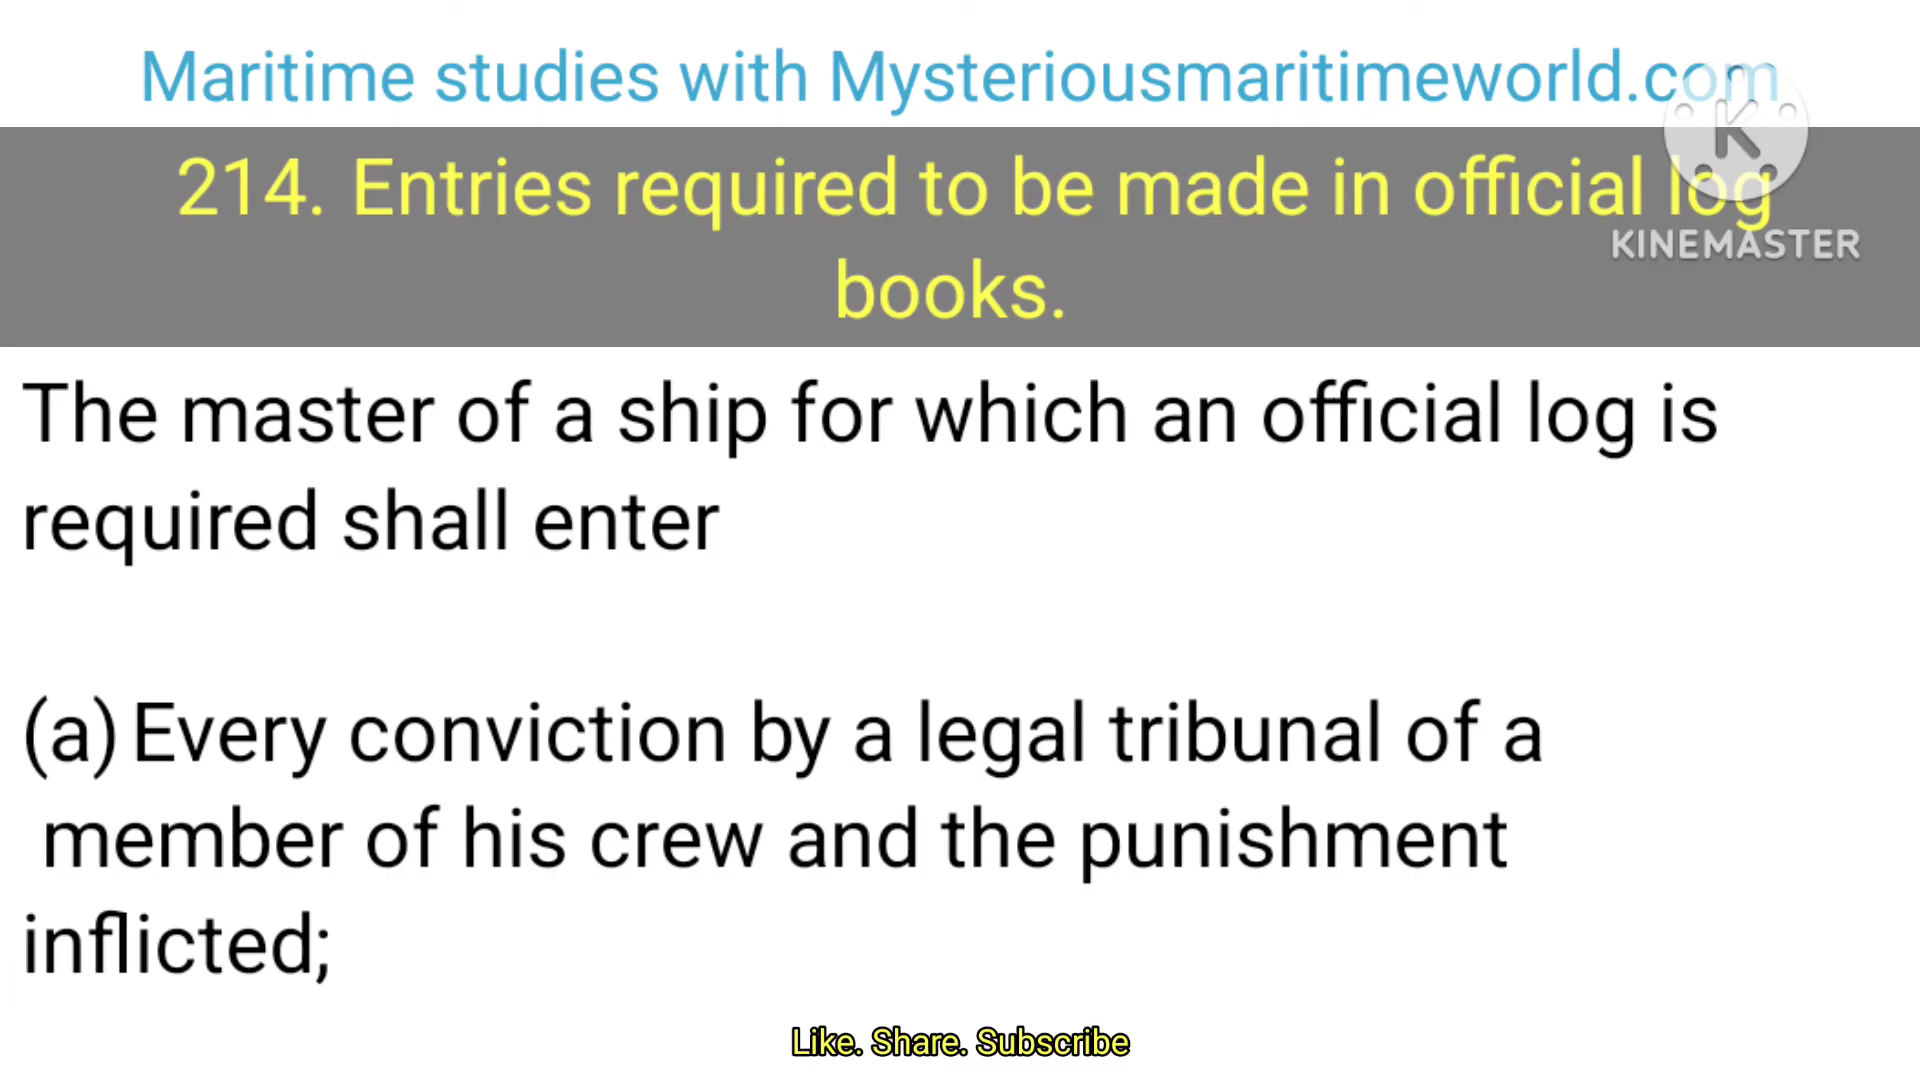 Maritime studies with Mysteriousmaritimeworld.com
214. Entries required to be made in official log
books.
KINEMASTER
The master of a ship for which an official log is
required shall enter
(a) Every conviction by a legal tribunal of a
member of his crew and the punishment
inflicted;
Like. Share. Subscribe